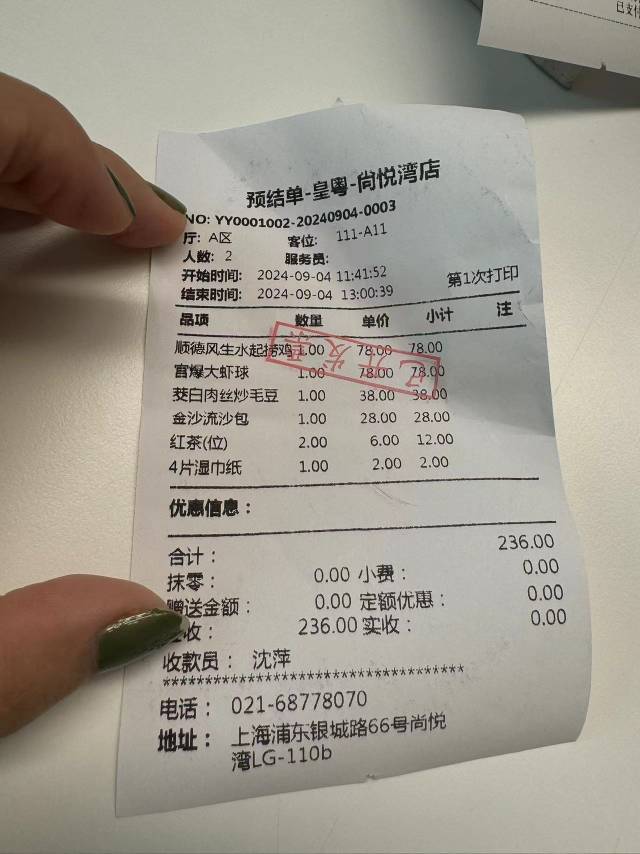 已支付
预结单-皇粤-尚悦湾店
NO: YY0001002-20240904-0003
厅: A区 客位: 111-A11
人数: 2 服务员:
开始时间: 2024-09-04 11:41:52 第1次打印
结束时间: 2024-09-04 13:00:39
品项 数量 单价 小计 注
顺德风生水起捞鸡 1.00 78.00 78.00
已开发票
宫爆大虾球 1.00 78.00 78.00
茭白肉丝炒毛豆 1.00 38.00 38.00
金沙流沙包 1.00 28.00 28.00
红茶(位) 2.00 6.00 12.00
4片湿巾纸 1.00 2.00 2.00
优惠信息：
合计： 236.00
抹零： 0.00 小费： 0.00
赠送金额： 0.00 定额优惠： 0.00
收： 236.00 实收： 0.00
收款员： 沈萍
************************************
电话： 021-68778070
地址： 上海浦东银城路66号尚悦
湾LG-110b